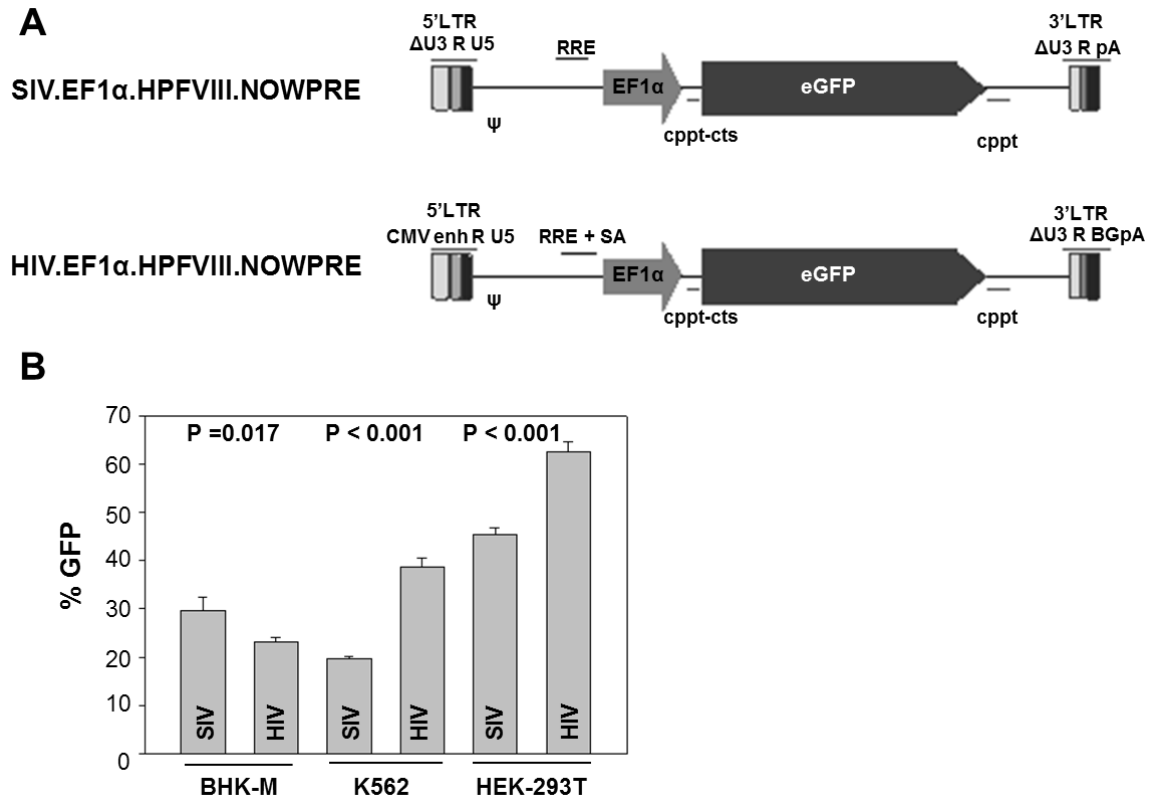 A
5'LTR
ΔU3 R U5
RRE
3'LTR
ΔU3 R pA
SIV.EF1α.HPFVIII.NOWPRE
EF1α
eGFP
Ψ
cppt-cts
cppt
5'LTR
CMV enh R U5
RRE + SA
3'LTR
ΔU3 R BGpA
HIV.EF1α.HPFVIII.NOWPRE
EF1α
eGFP
Ψ
cppt-cts
cppt
B
% GFP
70
60
50
40
30
20
10
0
P =0.017
P < 0.001
P < 0.001
SIV
HIV
SIV
HIV
SIV
HIV
BHK-M
K562
HEK-293T